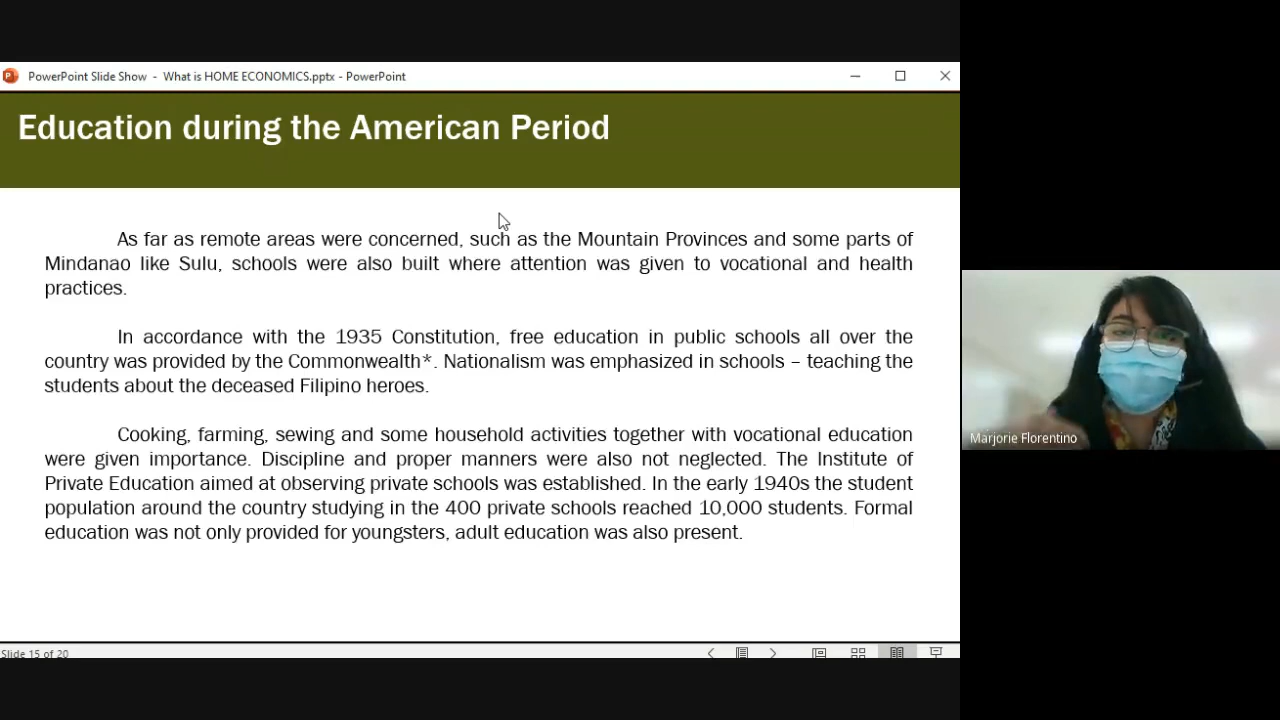 PowerPoint Slide Show - What is HOME ECONOMICS.pptx - PowerPoint
Education during the American Period
As far as remote areas were concerned, such as the Mountain Provinces and some parts of
Mindanao like Sulu, schools were also built where attention was given to vocational and health
practices.
In accordance with the 1935 Constitution, free education in public schools all over the
country was provided by the Commonwealth*. Nationalism was emphasized in schools – teaching the
students about the deceased Filipino heroes.
Cooking, farming, sewing and some household activities together with vocational education
were given importance. Discipline and proper manners were also not neglected. The Institute of
Private Education aimed at observing private schools was established. In the early 1940s the student
population around the country studying in the 400 private schools reached 10,000 students. Formal
education was not only provided for youngsters, adult education was also present.
Marjorie Florentino
Slide 15 of 20